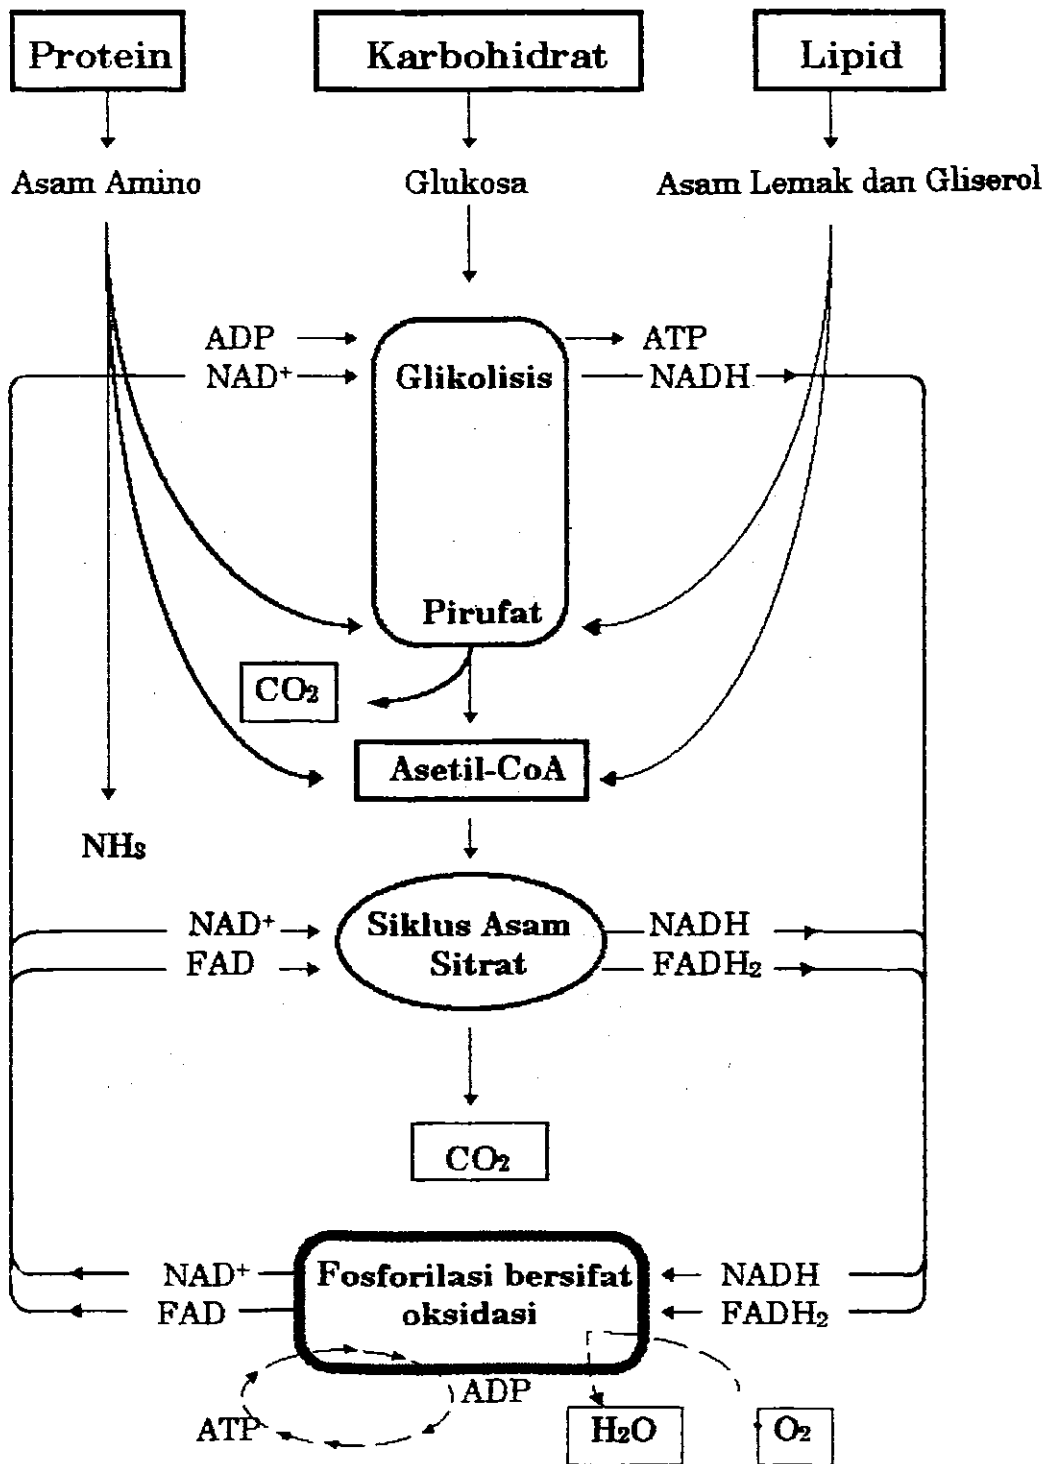 Protein
Karbohidrat
Lipid
Asam Amino
Glukosa
Asam Lemak dan Gliserol
ADP
ATP
NAD⁺
Glikolisis
NADH
Pirufat
CO₂
Asetil-CoA
NH₃
NAD⁺
Siklus Asam
NADH
FAD
Sitrat
FADH₂
CO₂
NAD⁺
Fosforilasi bersifat
NADH
FAD
oksidasi
FADH₂
ADP
ATP
H₂O
O₂